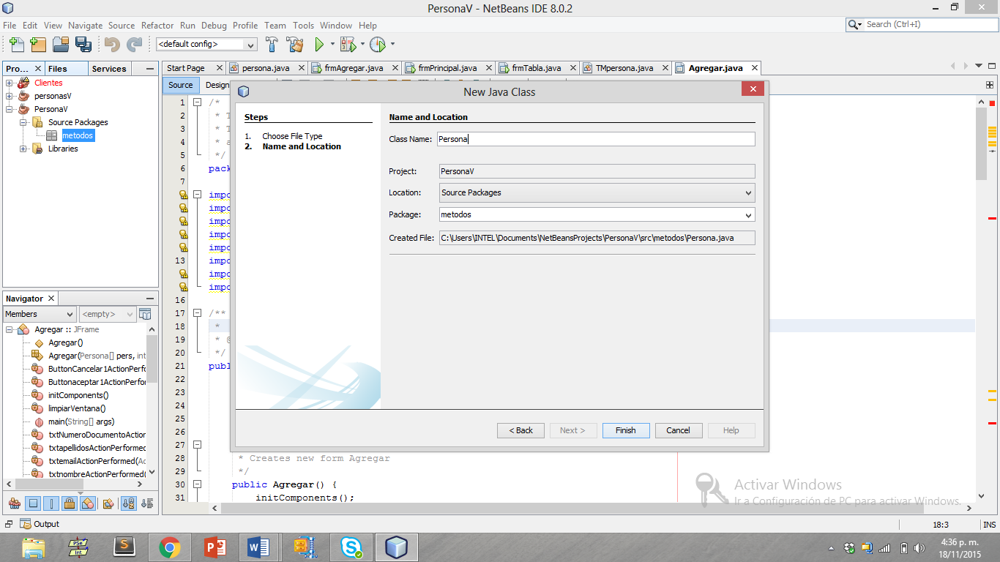 PersonaV - NetBeans IDE 8.0.2
File Edit View Navigate Source Refactor Run Debug Profile Team Tools Window Help
Search (Ctrl+I)
<default config>
Pro... Files Services
Start Page persona.java frmAgregar.java frmPrincipal.java frmTabla.java TMpersona.java Agregar.java
Clientes
personasV
PersonaV
Source Packages
metodos
Libraries
Source Design
1 /*
2 * T
3 * T
4 * a
5 */
6 pack
7
impo
impo
impo
impo
impo
13 impo
impo
impo
16
17 /**
18 *
19 * @
20 */
21 publ
22
23
24
25
26
27
28 * Creates new form Agregar
29 */
30 public Agregar() {
31 initComponents();
New Java Class
Steps
1. Choose File Type
2. Name and Location
Name and Location
Class Name: Persona
Project: PersonaV
Location: Source Packages
Package: metodos
Created File: C:\Users\INTEL\Documents\NetBeansProjects\PersonaV\src\metodos\Persona.java
< Back Next > Finish Cancel Help
Navigator
Members <empty>
Agregar :: JFrame
Agregar()
Agregar(Persona[] pers, int
ButtonCancelar1ActionPerfo
Buttonaceptar1ActionPerfor
initComponents()
limpiarVentana()
main(String[] args)
txtNumeroDocumentoAction
txtapellidosActionPerformed
txtemailActionPerformed(Ac
txtnombreActionPerformed(
Activar Windows
Ir a Configuración de PC para activar Windows.
Output
18:3 INS
PSe
Int
4:36 p. m.
18/11/2015